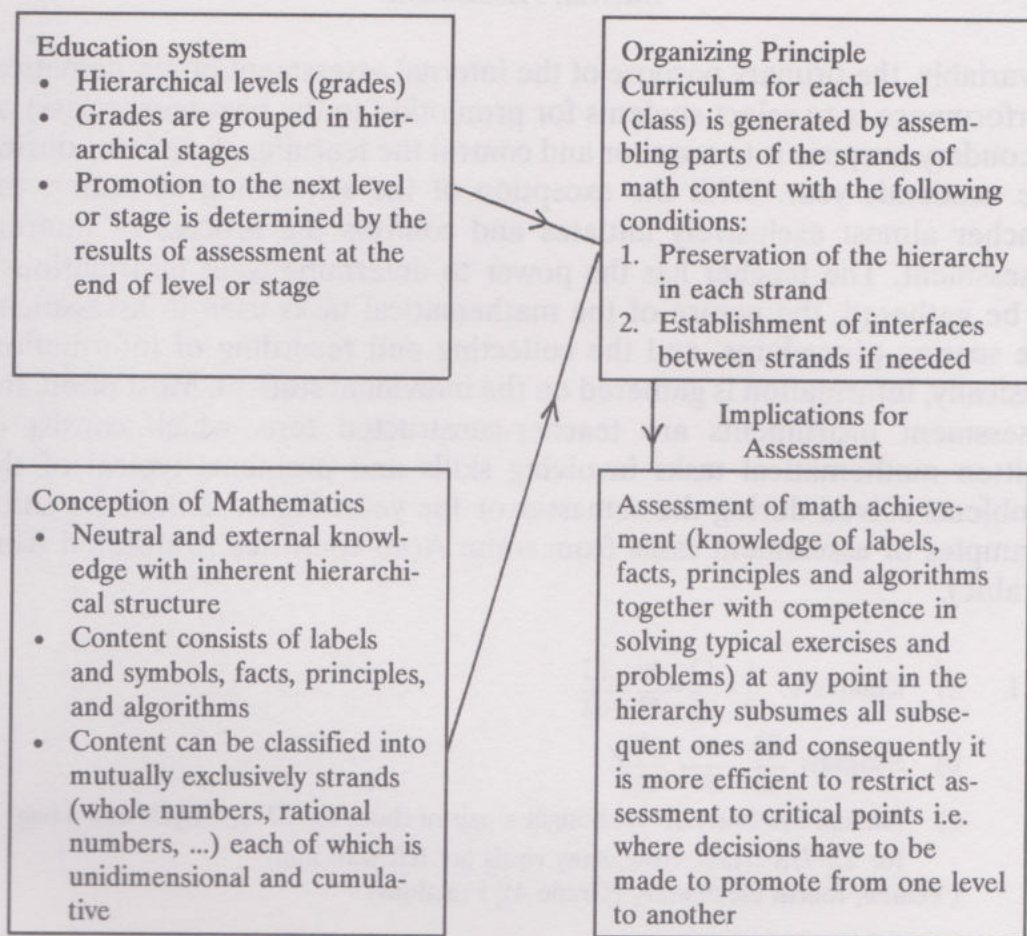 Education system
• Hierarchical levels (grades)
• Grades are grouped in hier-
archical stages
• Promotion to the next level
or stage is determined by the
results of assessment at the
end of level or stage
Organizing Principle
Curriculum for each level
(class) is generated by assem-
bling parts of the strands of
math content with the following
conditions:
1. Preservation of the hierarchy
in each strand
2. Establishment of interfaces
between strands if needed
Implications for
Assessment
Conception of Mathematics
• Neutral and external knowl-
edge with inherent hierarchi-
cal structure
• Content consists of labels
and symbols, facts, principles,
and algorithms
• Content can be classified into
mutually exclusively strands
(whole numbers, rational
numbers, ...) each of which is
unidimensional and cumula-
tive
Assessment of math achieve-
ment (knowledge of labels,
facts, principles and algorithms
together with competence in
solving typical exercises and
problems) at any point in the
hierarchy subsumes all subse-
quent ones and consequently it
is more efficient to restrict as-
sessment to critical points i.e.
where decisions have to be
made to promote from one level
to another